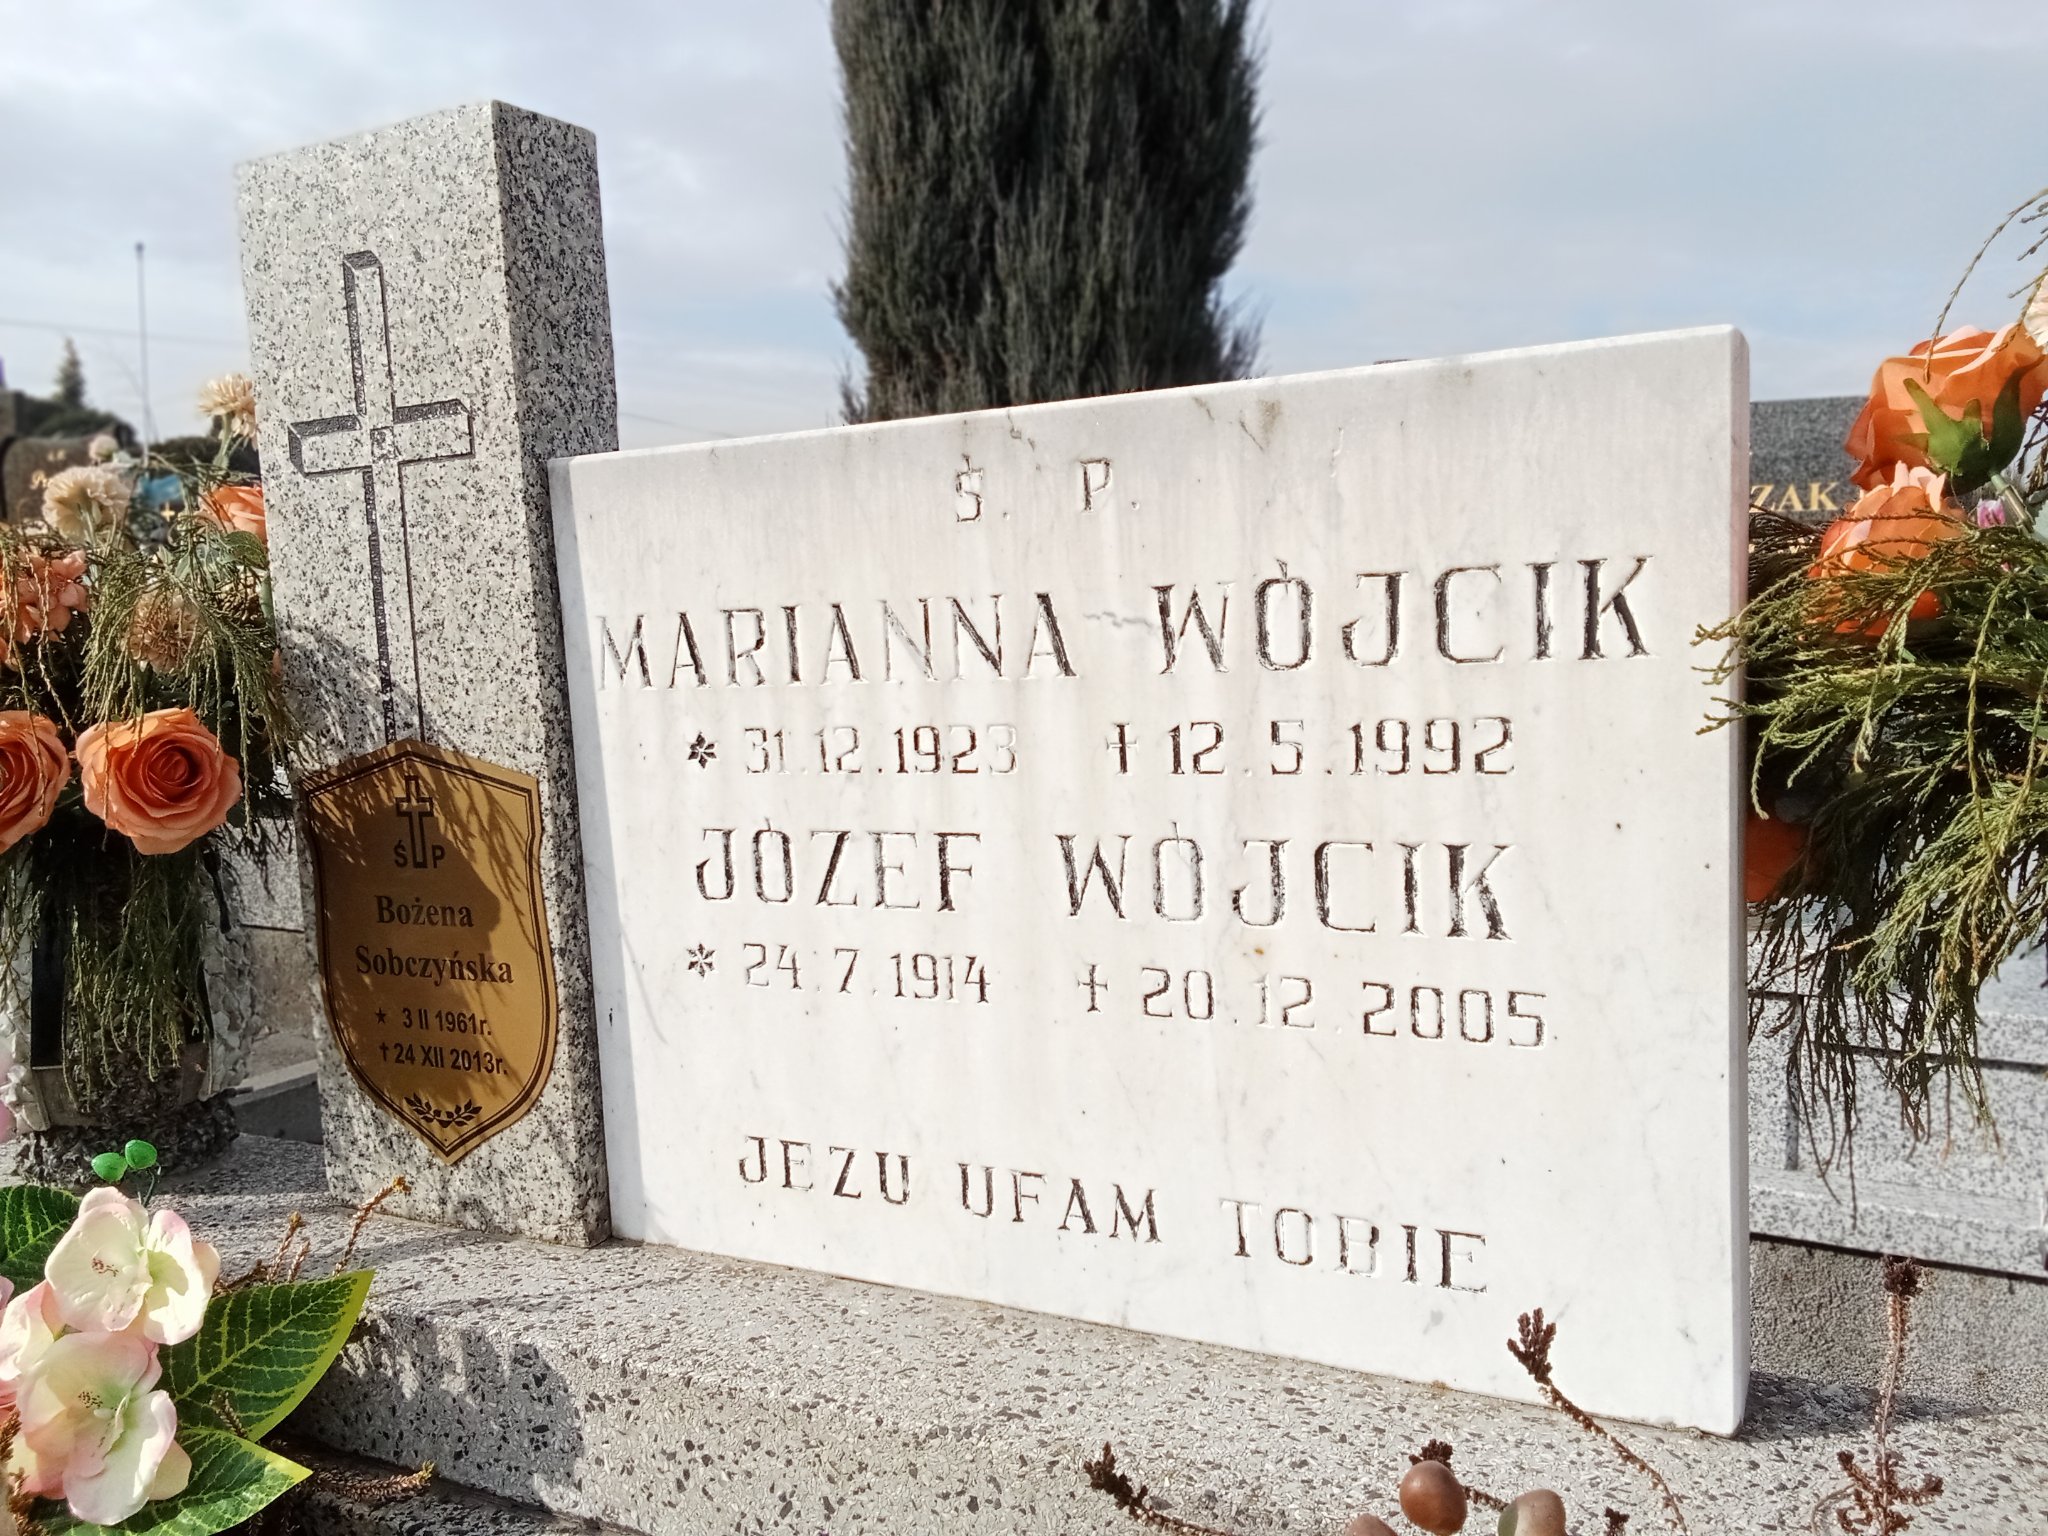 Ś. P.
MARIANNA WÓJCIK
* 31.12.1923 † 12.5.1992
JÓZEF WÓJCIK
* 24.7.1914 † 20.12.2005
JEZU UFAM TOBIE
Ś P
Bożena
Sobczyńska
★ 3 II 1961r.
† 24 XII 2013r.
ZAK